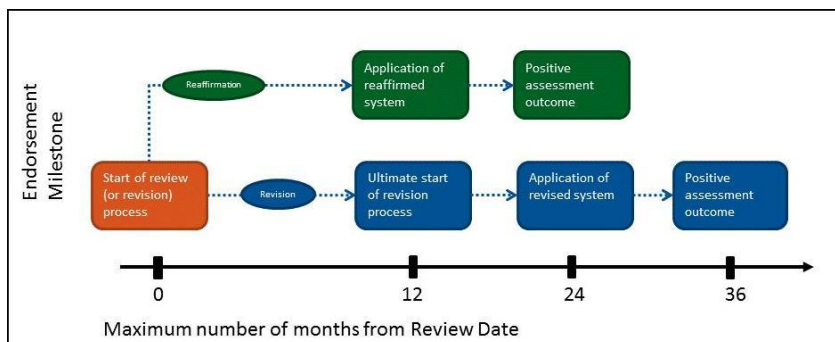 Endorsement
Milestone
Reaffirmation
Application of
reaffirmed
system
Positive
assessment
outcome
Start of review
(or revision)
process
Revision
Ultimate start
of revision
process
Application of
revised system
Positive
assessment
outcome
0
12
24
36
Maximum number of months from Review Date